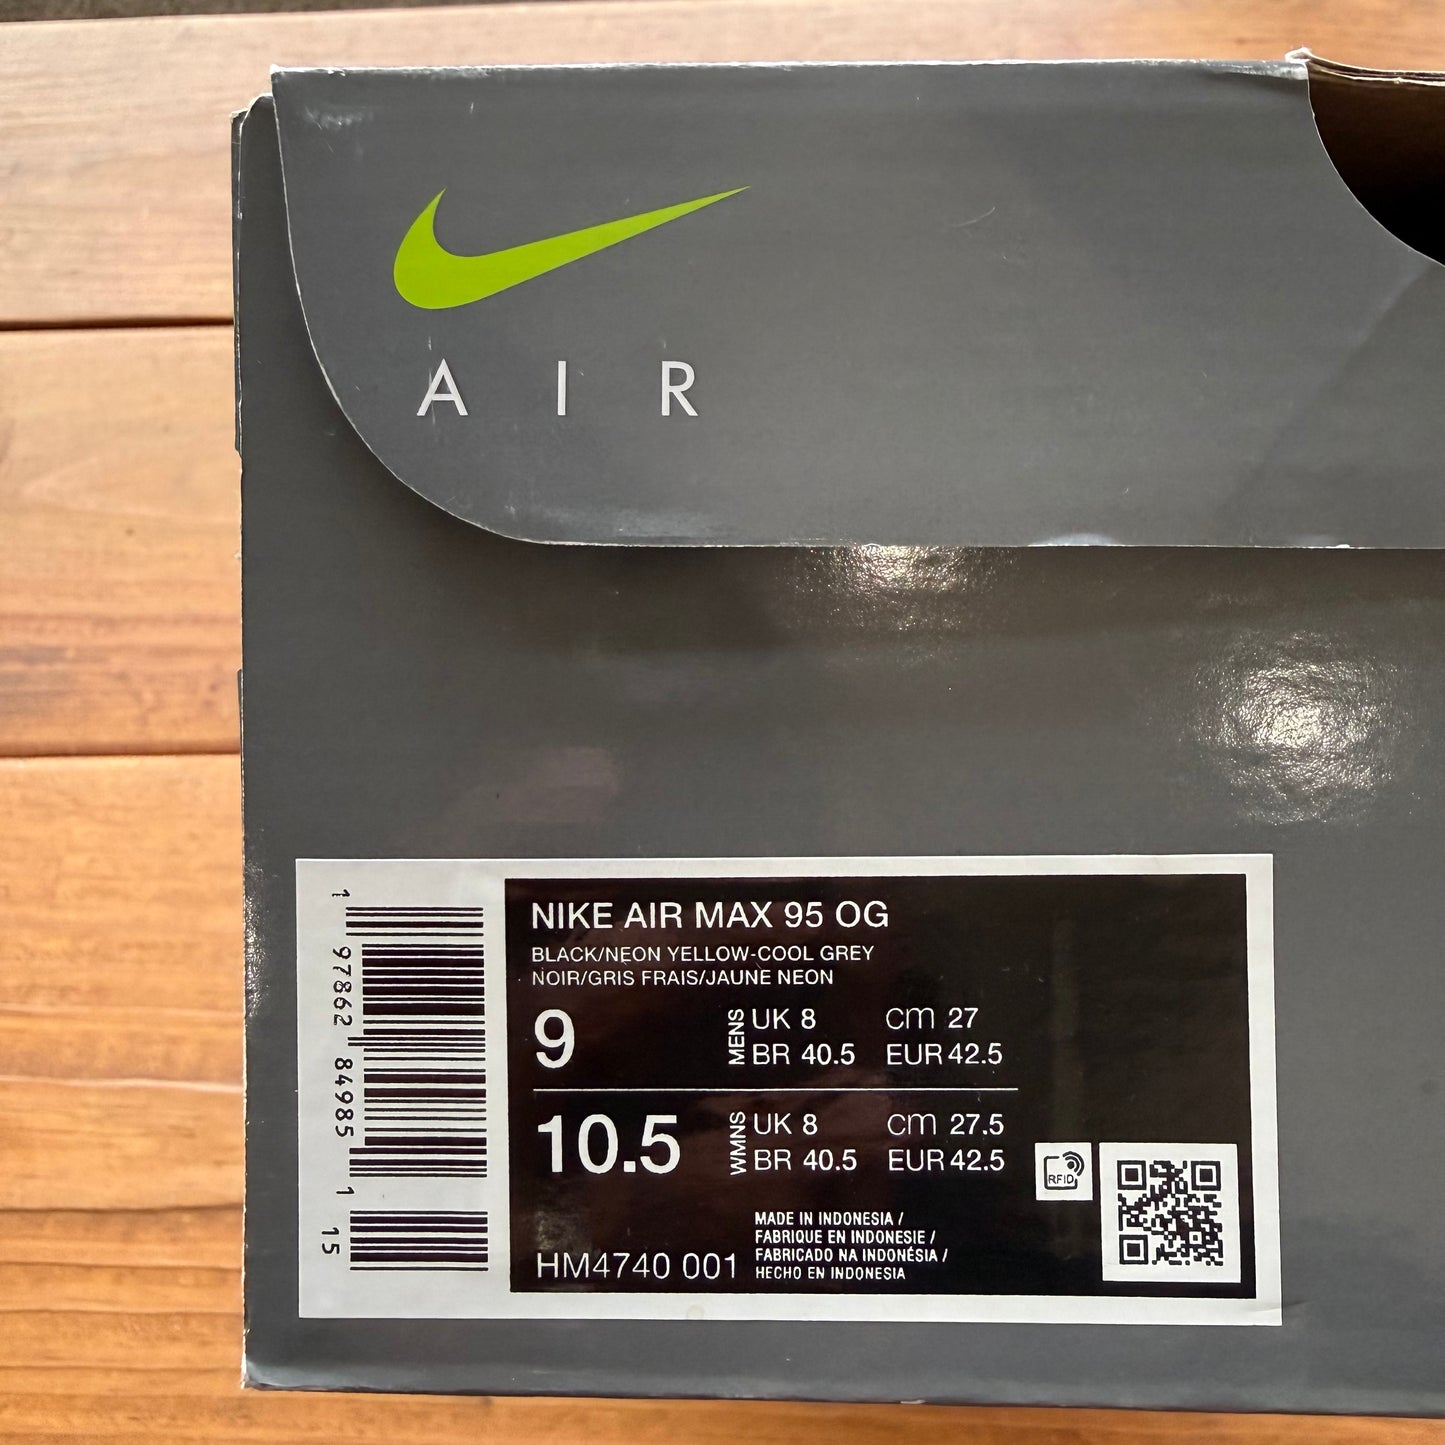 AIR
NIKE AIR MAX 95 OG
BLACK/NEON YELLOW-COOL GREY
NOIR/GRIS FRAIS/JAUNE NEON
9 MENS UK 8 CM 27
BR 40.5 EUR 42.5
10.5 WMNS UK 8 CM 27.5
BR 40.5 EUR 42.5
RFID
MADE IN INDONESIA /
FABRIQUE EN INDONESIE /
FABRICADO NA INDONÉSIA /
HECHO EN INDONESIA
HM4740 001
1 97862 84985 1 15